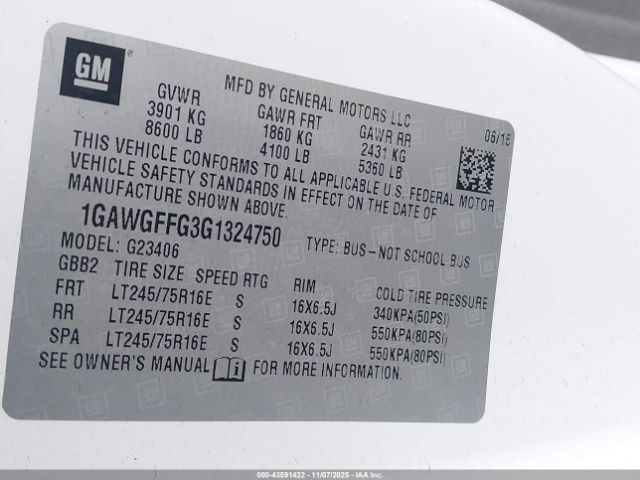 GM
®
MFD BY GENERAL MOTORS LLC
06/15
GVWR GAWR FRT GAWR RR
3901 KG 1860 KG 2431 KG
8600 LB 4100 LB 5360 LB
THIS VEHICLE CONFORMS TO ALL APPLICABLE U.S. FEDERAL MOTOR
VEHICLE SAFETY STANDARDS IN EFFECT ON THE DATE OF
MANUFACTURE SHOWN ABOVE.
1GAWGFFG3G1324750
MODEL: G23406 TYPE: BUS-NOT SCHOOL BUS
GBB2 TIRE SIZE SPEED RTG RIM COLD TIRE PRESSURE
FRT LT245/75R16E S 16X6.5J 340KPA(50PSI)
RR LT245/75R16E S 16X6.5J 550KPA(80PSI)
SPA LT245/75R16E S 16X6.5J 550KPA(80PSI)
SEE OWNER'S MANUAL FOR MORE INFORMATION.
000-43591422 11/07/2025 IAA Inc.